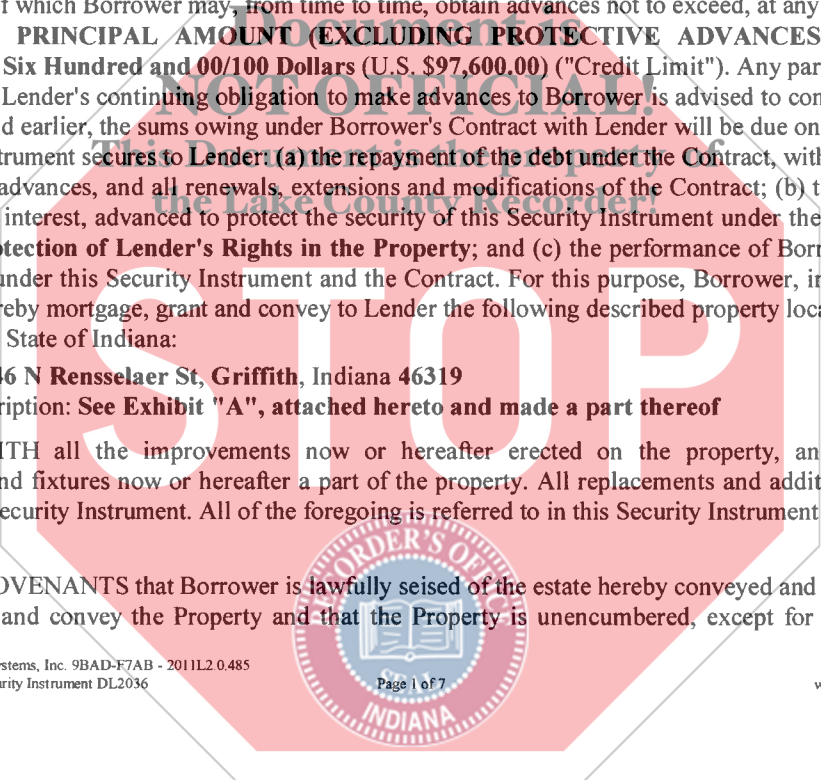 f which Borrower may, from time to time, obtain advances not to exceed, at any
PRINCIPAL AMOUNT (EXCLUDING PROTECTIVE ADVANCES
Six Hundred and 00/100 Dollars (U.S. $97,600.00) ("Credit Limit"). Any par
Lender's continuing obligation to make advances to Borrower is advised to con
d earlier, the sums owing under Borrower's Contract with Lender will be due on
trument secures to Lender: (a) the repayment of the debt under the Contract, wit
advances, and all renewals, extensions and modifications of the Contract; (b) t
interest, advanced to protect the security of this Security Instrument under the
otection of Lender's Rights in the Property; and (c) the performance of Borr
under this Security Instrument and the Contract. For this purpose, Borrower, in
reby mortgage, grant and convey to Lender the following described property loca
State of Indiana:
46 N Rensselaer St, Griffith, Indiana 46319
ription: See Exhibit "A", attached hereto and made a part thereof
ITH all the improvements now or hereafter erected on the property, an
nd fixtures now or hereafter a part of the property. All replacements and addit
ecurity Instrument. All of the foregoing is referred to in this Security Instrument
OVENANTS that Borrower is lawfully seised of the estate hereby conveyed and
and convey the Property and that the Property is unencumbered, except for
ystems, Inc. 9BAD-F7AB - 2011L2.0.485
urity Instrument DL2036
Page 1 of 7
w
Document is
NOT OFFICIAL!
This Document is the property of
the Lake County Recorder!
STOP
RECORDER'S OFFICE
SEAL
INDIANA